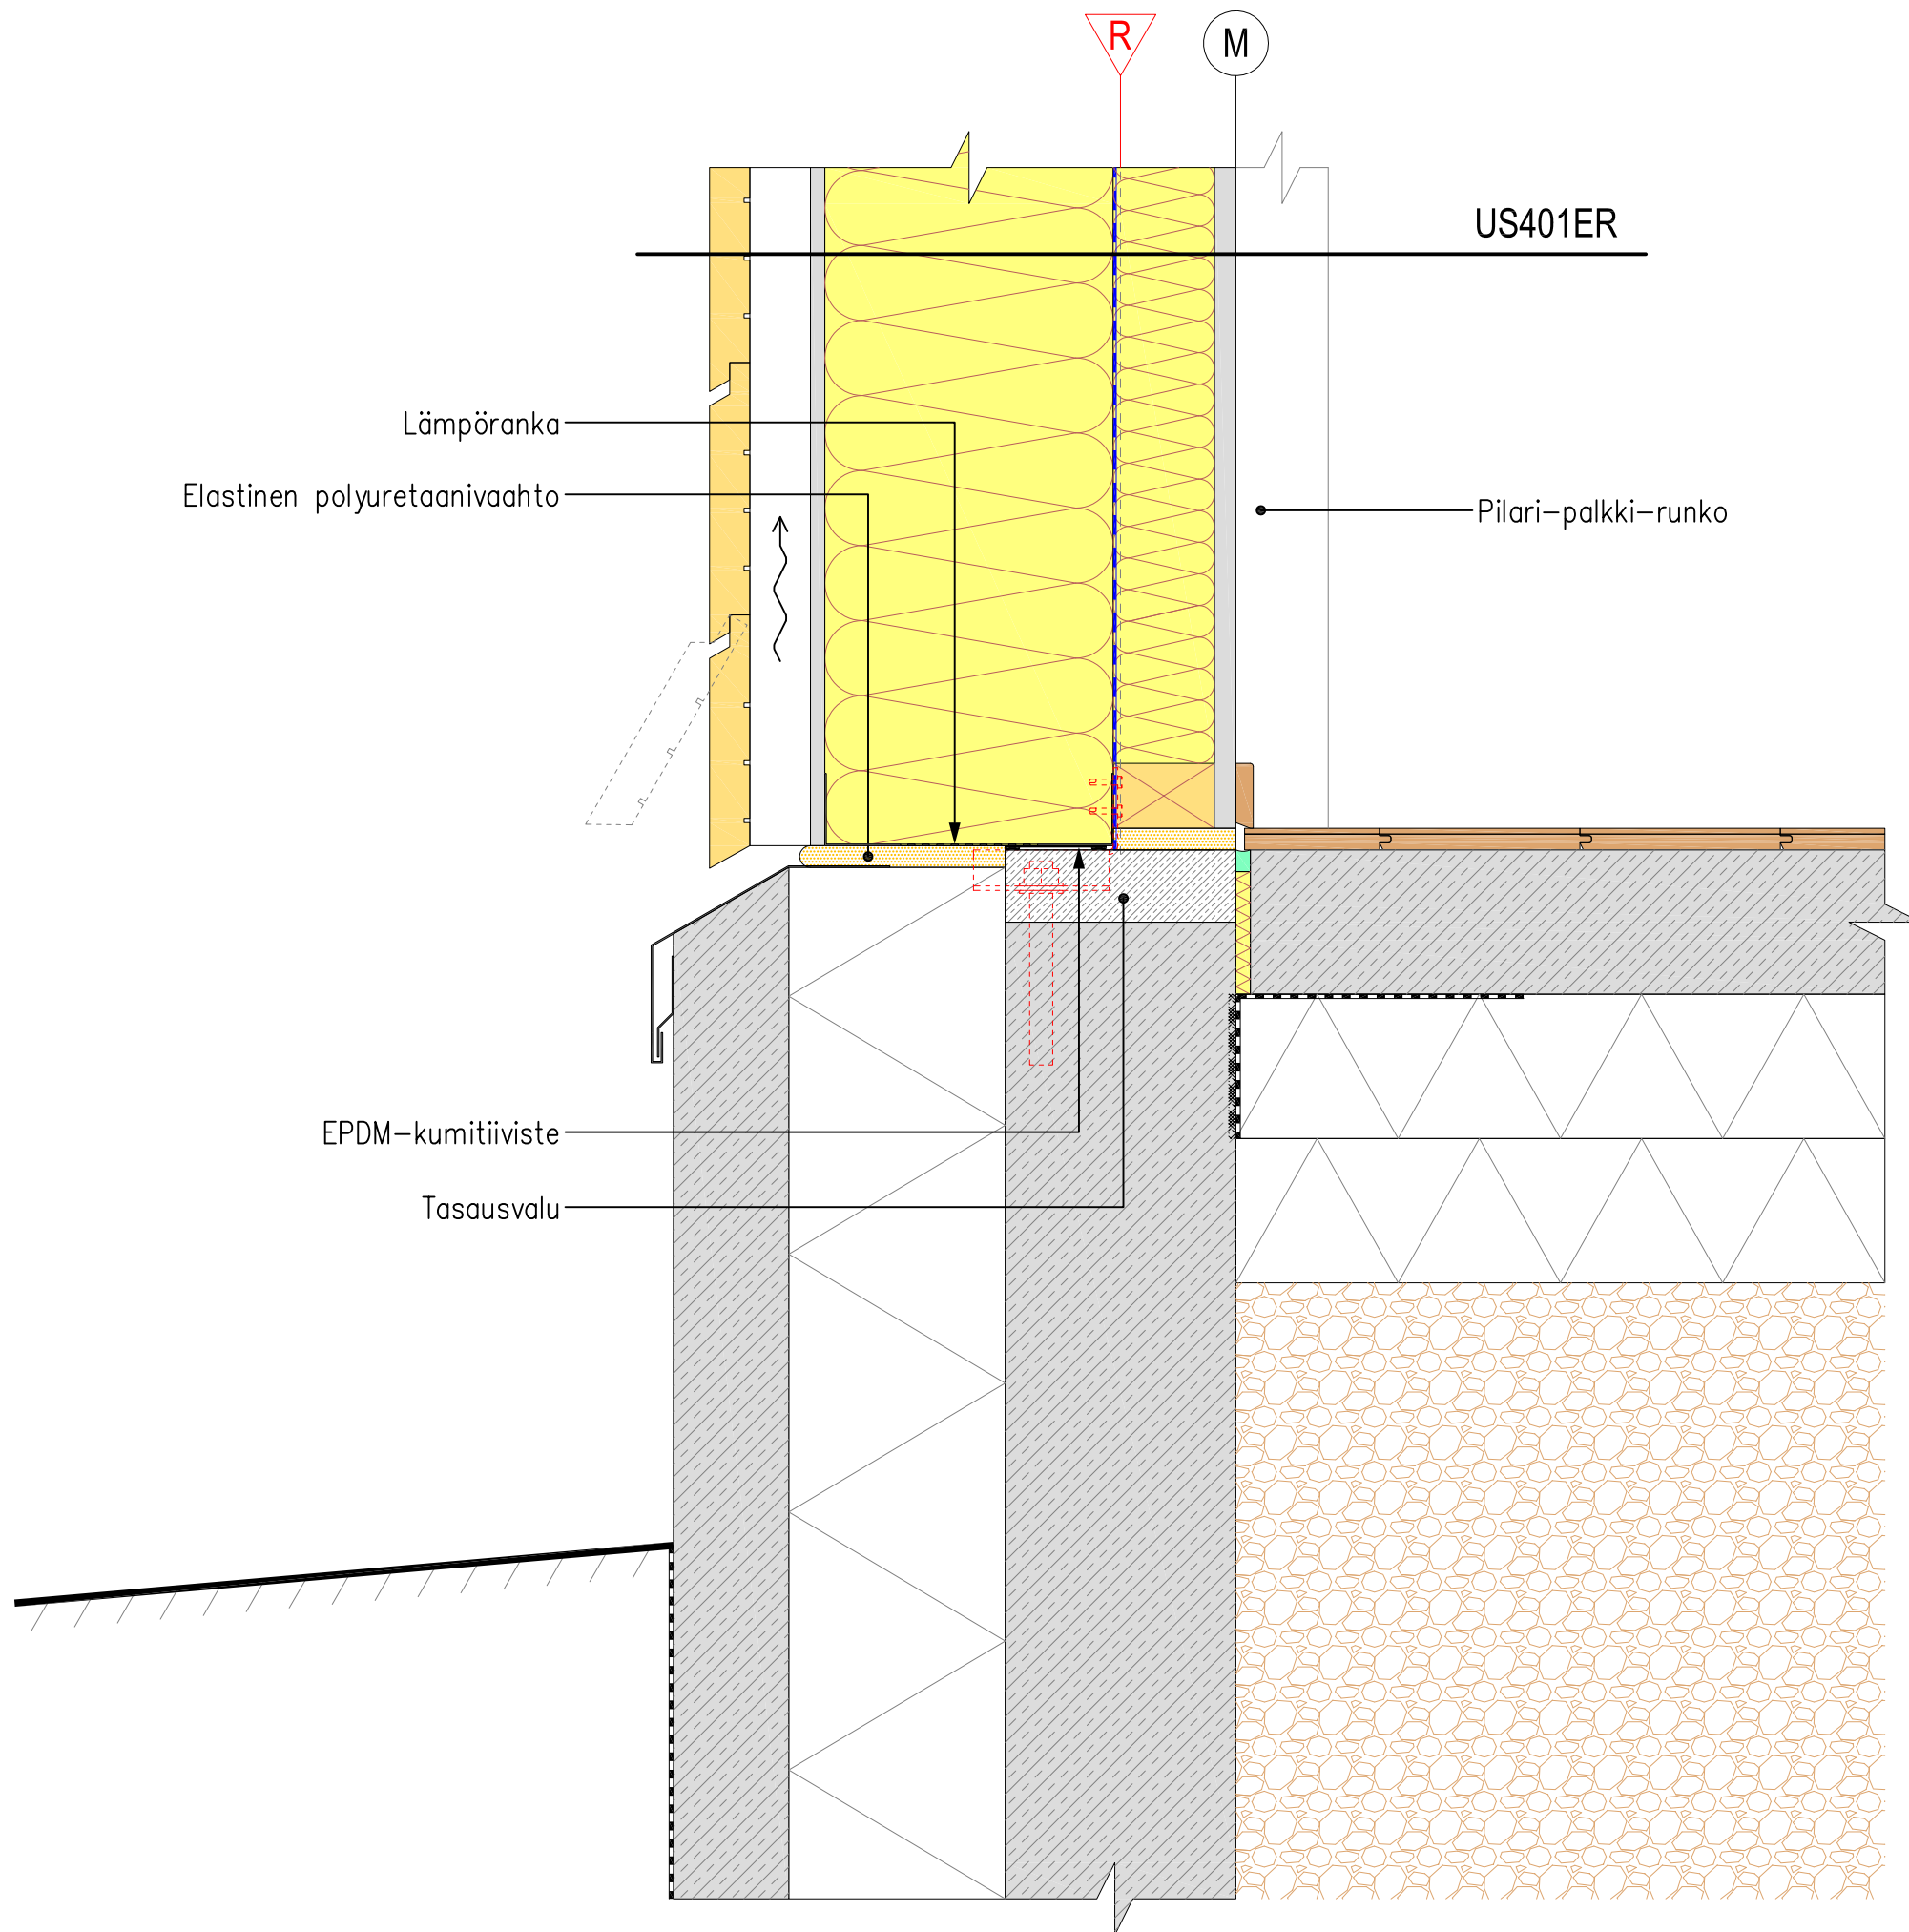 R
M
US401ER
Lämpöranka
Elastinen polyuretaanivaahto
Pilari-palkki-runko
EPDM-kumitiiviste
Tasausvalu